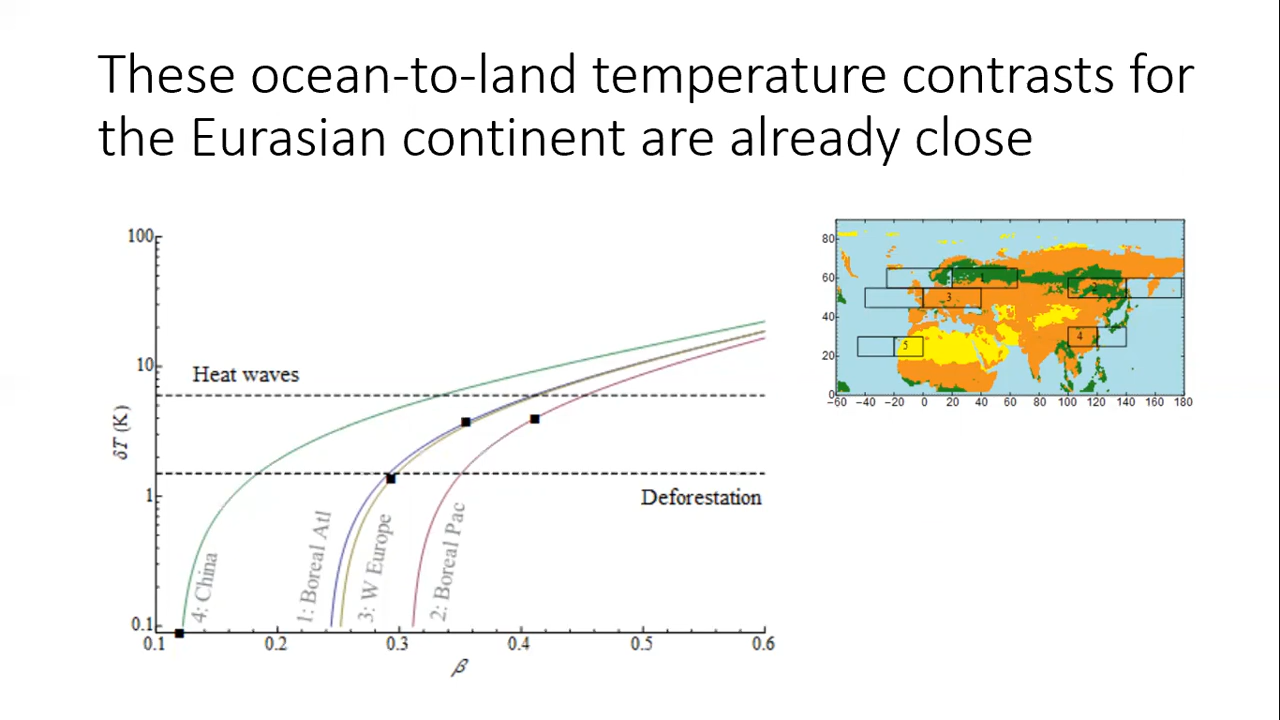 These ocean-to-land temperature contrasts for
the Eurasian continent are already close
100
10
1
0.1
δT (K)
Heat waves
Deforestation
4: China
1: Boreal Atl
3: W Europe
2: Boreal Pac
0.1 0.2 0.3 0.4 0.5 0.6
β
80
60
40
20
0
3
4
5
−60 −40 −20 0 20 40 60 80 100 120 140 160 180